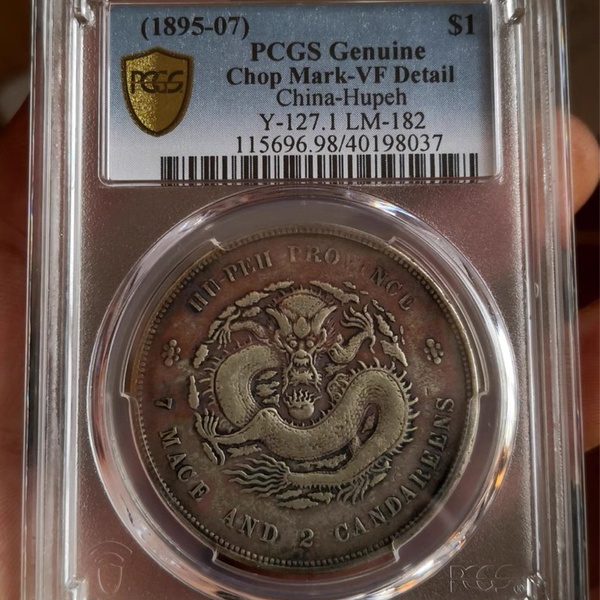 (1895-07) $1
PCGS Genuine
Chop Mark-VF Detail
China-Hupeh
Y-127.1 LM-182
115696.98/40198037
PCGS
HU-PEH PROVINCE
7 MACE AND 2 CANDAREENS
PCGS